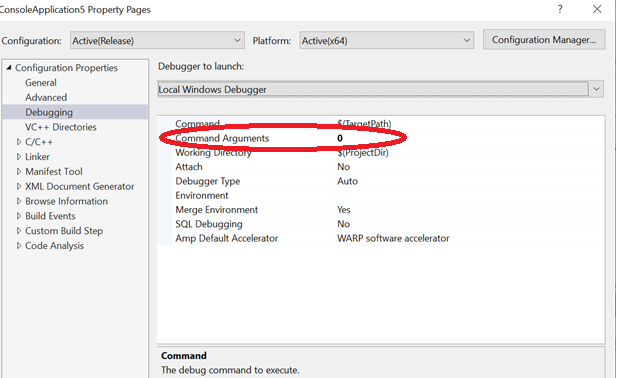 ConsoleApplication5 Property Pages ?
Configuration: Active(Release) Platform: Active(x64) Configuration Manager...
Configuration Properties
General
Advanced
Debugging
VC++ Directories
C/C++
Linker
Manifest Tool
XML Document Generator
Browse Information
Build Events
Custom Build Step
Code Analysis
Debugger to launch:
Local Windows Debugger
Command $(TargetPath)
Command Arguments 0
Working Directory $(ProjectDir)
Attach No
Debugger Type Auto
Environment
Merge Environment Yes
SQL Debugging No
Amp Default Accelerator WARP software accelerator
Command
The debug command to execute.